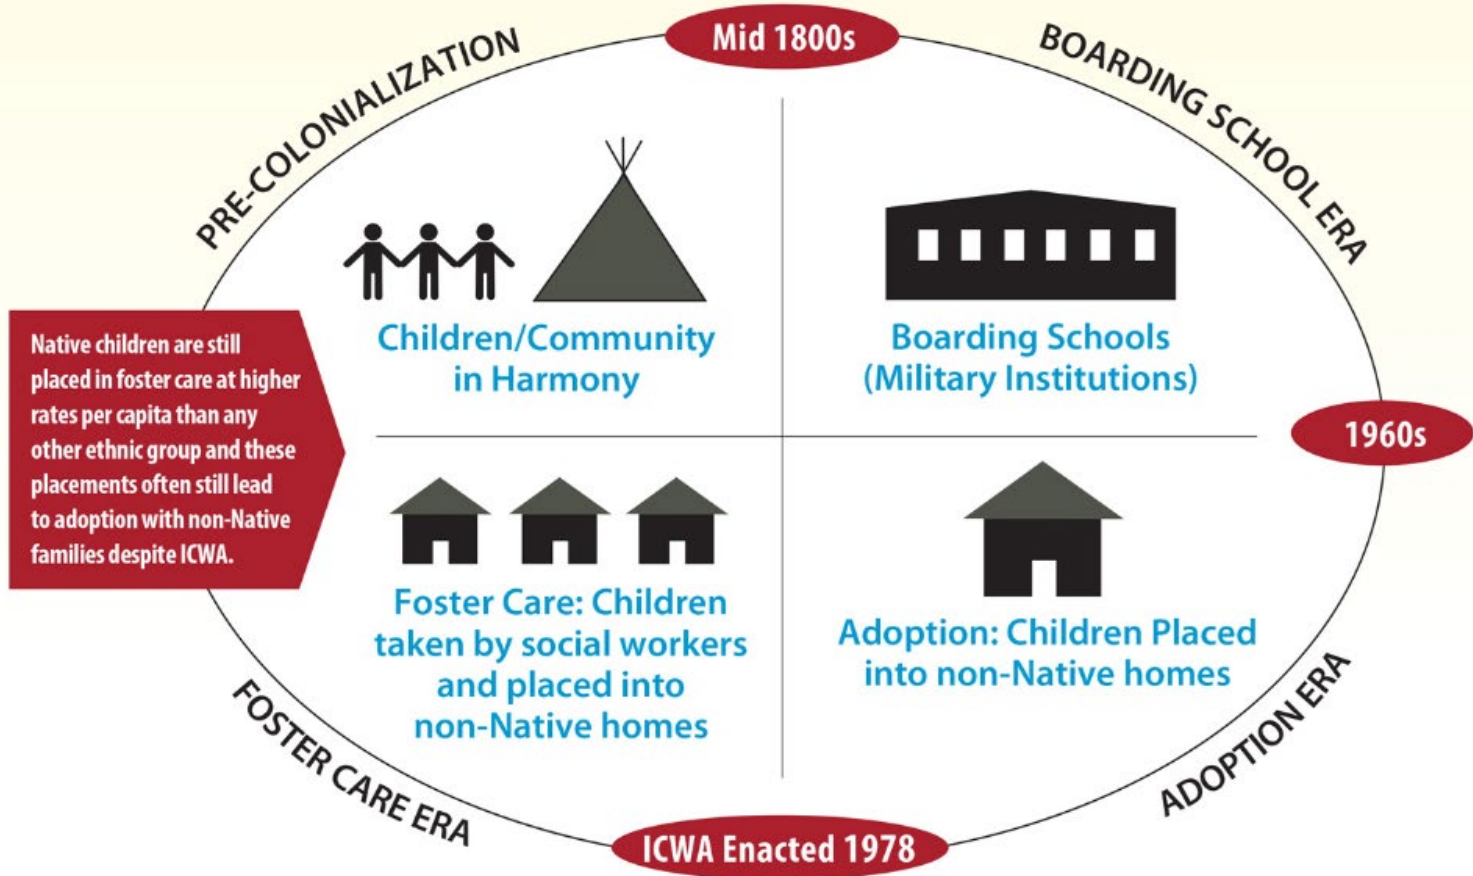 Mid 1800s
PRE-COLONIALIZATION
BOARDING SCHOOL ERA
Children/Community
in Harmony
Boarding Schools
(Military Institutions)
Native children are still
placed in foster care at higher
rates per capita than any
other ethnic group and these
placements often still lead
to adoption with non-Native
families despite ICWA.
1960s
Foster Care: Children
taken by social workers
and placed into
non-Native homes
Adoption: Children Placed
into non-Native homes
FOSTER CARE ERA
ADOPTION ERA
ICWA Enacted 1978